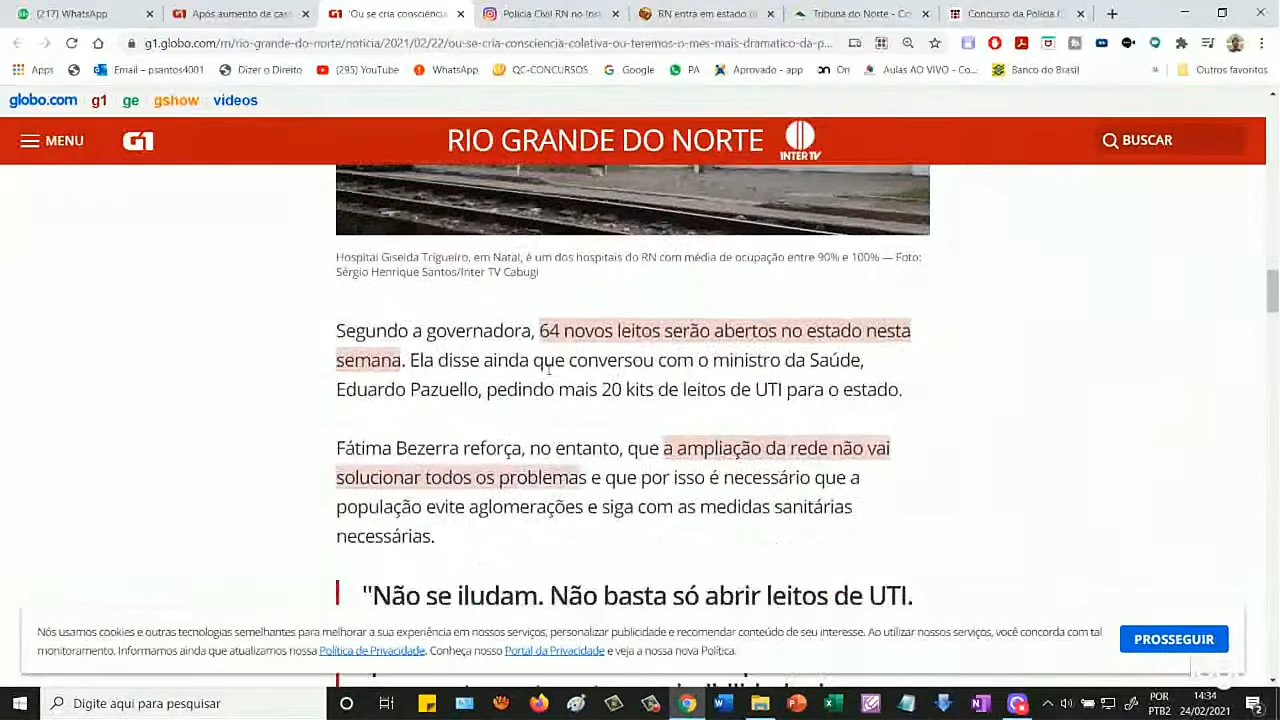 (217) WhatsApp
Após aumento de cas
'Ou se cria consciência
Polícia Civil RN no Inst
RN entra em estado d
Tribuna do Norte - Co
Concurso da Polícia C
g1.globo.com/rn/rio-grande-do-norte/noticia/2021/02/22/ou-se-cria-consciencia-coletiva-ou-teremos-o-mes-mais-dramatico-da-p...
Apps
Email – psantos4001
Dizer o Direito
(295) YouTube
WhatsApp
QC-CONCURSOS
Google
PA
Aprovado - app
On
Aulas AO VIVO - Co...
Banco do Brasil
»
Outros favoritos
globo.com g1 ge gshow videos
MENU
G1
RIO GRANDE DO NORTE
INTER TV
BUSCAR
Hospital Giselda Trigueiro, em Natal, é um dos hospitais do RN com média de ocupação entre 90% e 100% — Foto:
Sérgio Henrique Santos/Inter TV Cabugi
Segundo a governadora, 64 novos leitos serão abertos no estado nesta
semana. Ela disse ainda que conversou com o ministro da Saúde,
Eduardo Pazuello, pedindo mais 20 kits de leitos de UTI para o estado.
Fátima Bezerra reforça, no entanto, que a ampliação da rede não vai
solucionar todos os problemas e que por isso é necessário que a
população evite aglomerações e siga com as medidas sanitárias
necessárias.
"Não se iludam. Não basta só abrir leitos de UTI.
Nós usamos cookies e outras tecnologias semelhantes para melhorar a sua experiência em nossos serviços, personalizar publicidade e recomendar conteúdo de seu interesse. Ao utilizar nossos serviços, você concorda com tal
monitoramento. Informamos ainda que atualizamos nossa Política de Privacidade. Conheça nosso Portal da Privacidade e veja a nossa nova Política.
PROSSEGUIR
Digite aqui para pesquisar
POR
PTB2
14:34
24/02/2021
2